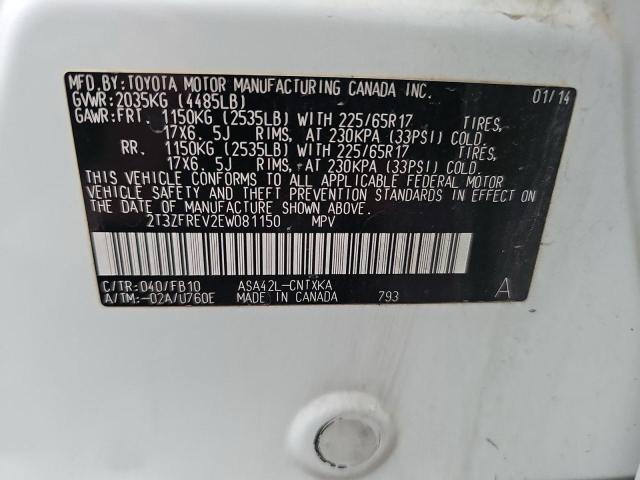 MFD.BY:TOYOTA MOTOR MANUFACTURING CANADA INC. 01/14
GVWR:2035KG (4485LB)
GAWR:FRT. 1150KG (2535LB) WITH 225/65R17 TIRES,
17X6.5J RIMS, AT 230KPA (33PSI) COLD.
RR. 1150KG (2535LB) WITH 225/65R17 TIRES,
17X6.5J RIMS, AT 230KPA (33PSI) COLD.
THIS VEHICLE CONFORMS TO ALL APPLICABLE FEDERAL MOTOR
VEHICLE SAFETY AND THEFT PREVENTION STANDARDS IN EFFECT ON
THE DATE OF MANUFACTURE SHOWN ABOVE.
2T3ZFREV2EW081150 MPV
C/TR:040/FB10 ASA42L-CNTXKA
A/TM:-02A/U760E MADE IN CANADA 793 A